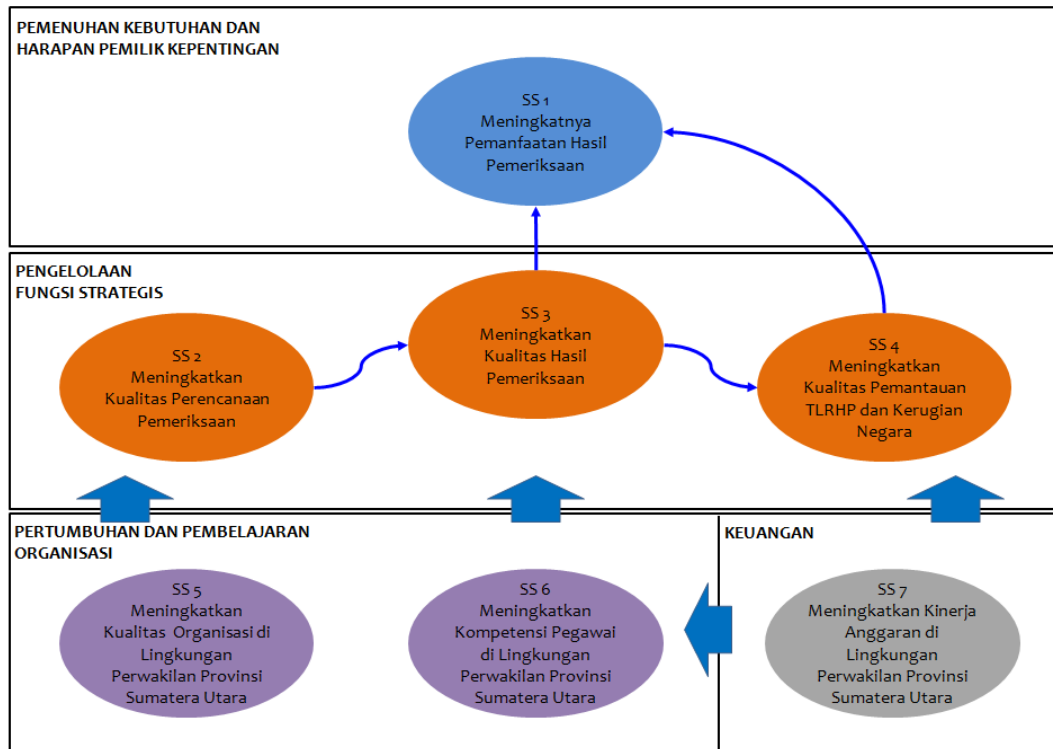 PEMENUHAN KEBUTUHAN DAN
HARAPAN PEMILIK KEPENTINGAN
SS 1
Meningkatnya
Pemanfaatan Hasil
Pemeriksaan
PENGELOLAAN
FUNGSI STRATEGIS
SS 2
Meningkatkan
Kualitas Perencanaan
Pemeriksaan
SS 3
Meningkatkan
Kualitas Hasil
Pemeriksaan
SS 4
Meningkatkan
Kualitas Pemantauan
TLRHP dan Kerugian
Negara
PERTUMBUHAN DAN PEMBELAJARAN
ORGANISASI
SS 5
Meningkatkan
Kualitas Organisasi di
Lingkungan
Perwakilan Provinsi
Sumatera Utara
SS 6
Meningkatkan
Kompetensi Pegawai
di Lingkungan
Perwakilan Provinsi
Sumatera Utara
KEUANGAN
SS 7
Meningkatkan Kinerja
Anggaran di
Lingkungan
Perwakilan Provinsi
Sumatera Utara